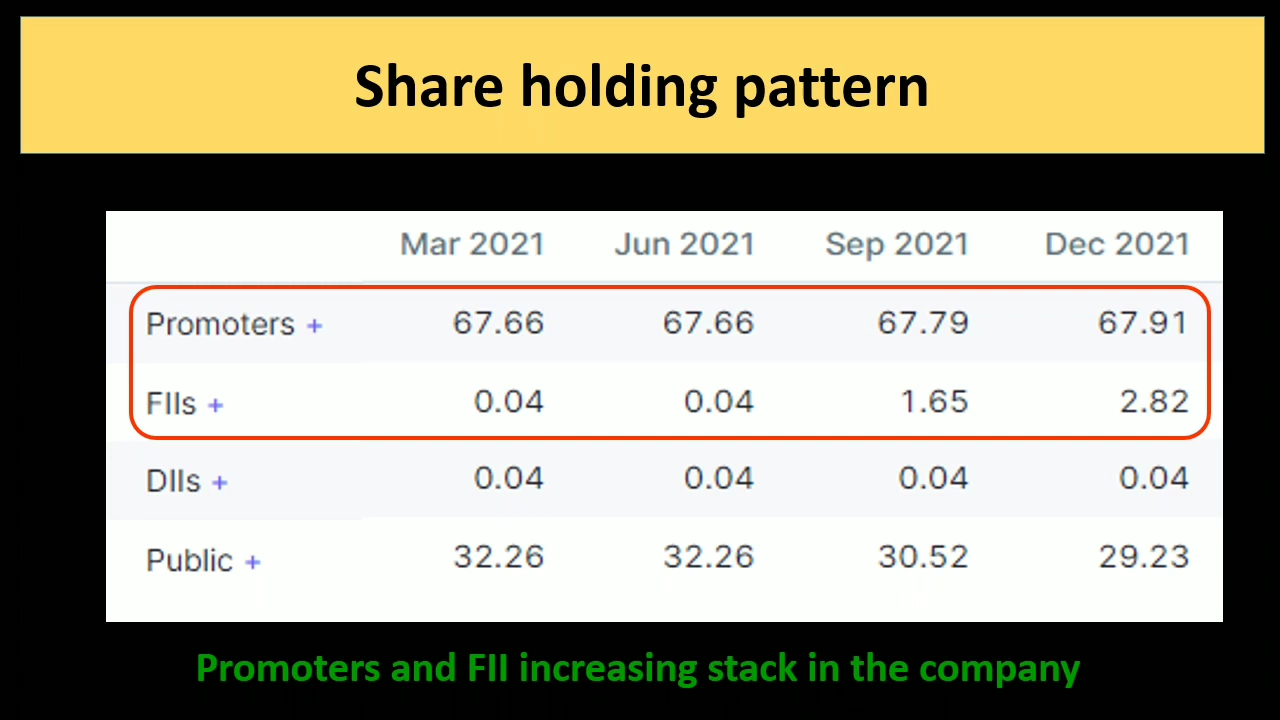 Share holding pattern
Mar 2021 Jun 2021 Sep 2021 Dec 2021
Promoters + 67.66 67.66 67.79 67.91
FIIs + 0.04 0.04 1.65 2.82
DIIs + 0.04 0.04 0.04 0.04
Public + 32.26 32.26 30.52 29.23
Promoters and FII increasing stack in the company